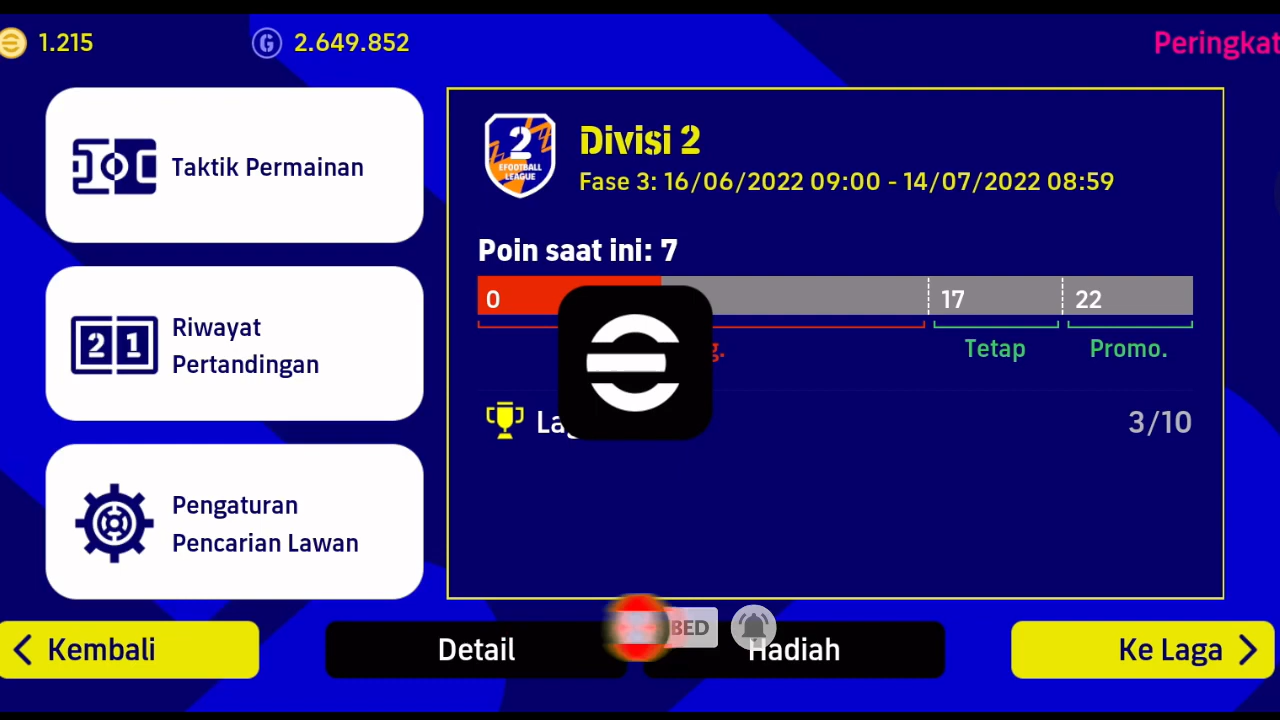 1.215
2.649.852
Peringkat
Taktik Permainan
Riwayat
Pertandingan
Pengaturan
Pencarian Lawan
2
EFOOTBALL
LEAGUE
Divisi 2
Fase 3: 16/06/2022 09:00 - 14/07/2022 08:59
Poin saat ini: 7
0
17
22
Tetap
Promo.
3/10
Kembali
Detail
BED
Hadiah
Ke Laga